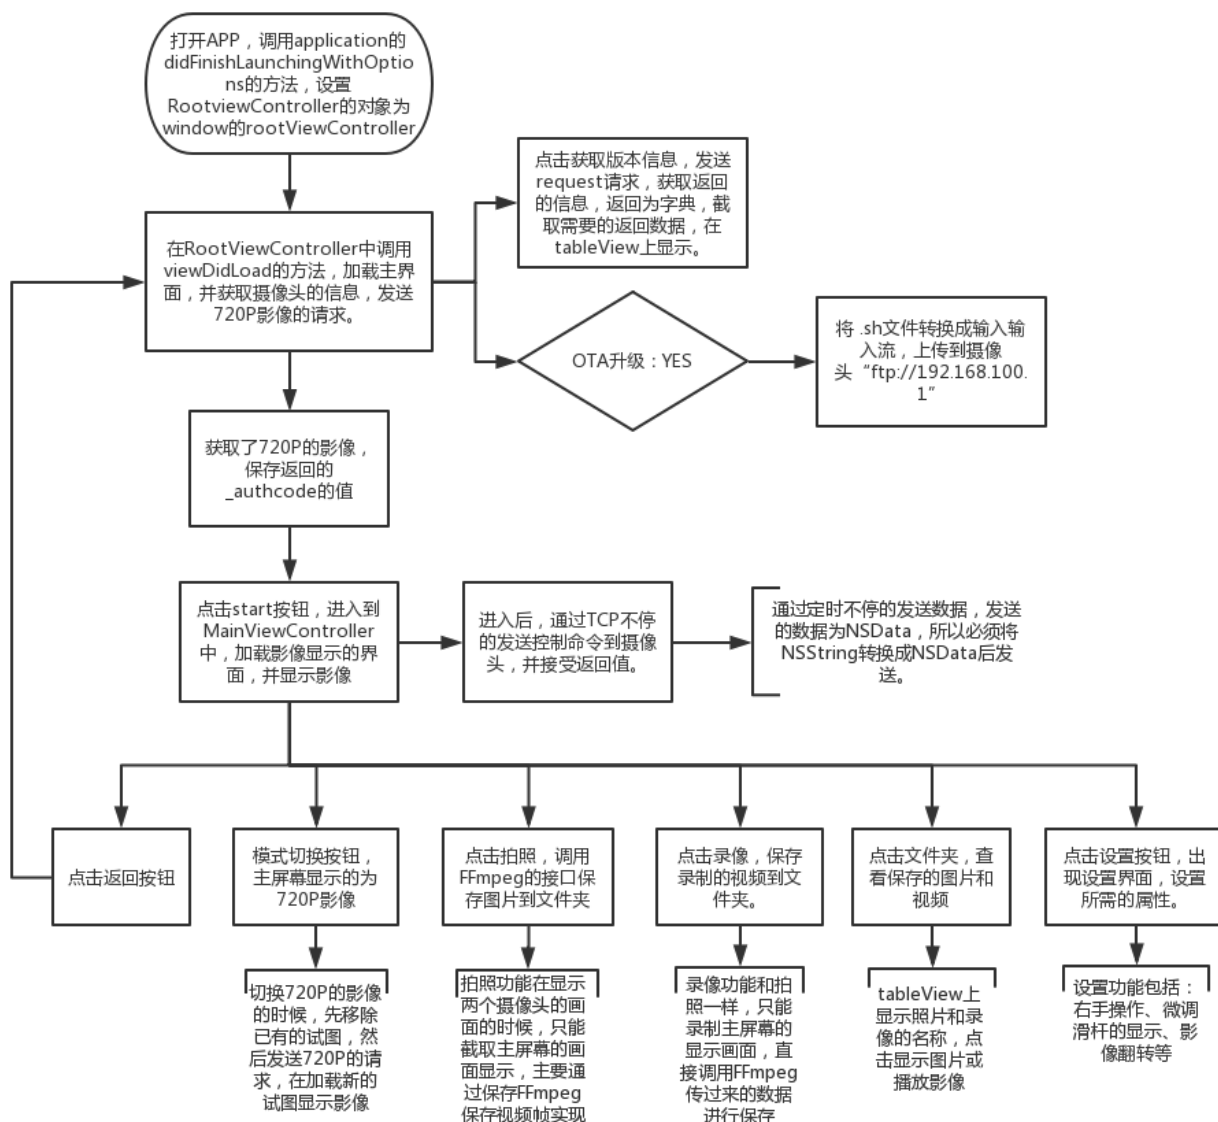 打开APP，调用application的
didFinishLaunchingWithOptio
ns的方法，设置
RootviewController的对象为
window的rootViewController
点击获取版本信息，发送
request请求，获取返回
的信息，返回为字典，截
取需要的返回数据，在
tableView上显示。
在RootViewController中调用
viewDidLoad的方法，加载主界
面，并获取摄像头的信息，发送
720P影像的请求。
OTA升级：YES
将 .sh文件转换成输入输
入流，上传到摄像
头“ftp://192.168.100.
1”
获取了720P的影像，
保存返回的
_authcode的值
点击start按钮，进入到
MainViewController
中，加载影像显示的界
面，并显示影像
进入后，通过TCP不停
的发送控制命令到摄像
头，并接受返回值。
通过定时不停的发送数据，发送
的数据为NSData，所以必须将
NSString转换成NSData后发
送。
点击返回按钮
模式切换按钮，
主屏幕显示的为
720P影像
点击拍照，调用
FFmpeg的接口保
存图片到文件夹
点击录像，保存
录制的视频到文
件夹。
点击文件夹，查
看保存的图片和
视频
点击设置按钮，出
现设置界面，设置
所需的属性。
切换720P的影像
的时候，先移除
已有的试图，然
后发送720P的请
求，在加载新的
试图显示影像
拍照功能在显示
两个摄像头的画
面的时候，只能
截取主屏幕的画
面显示，主要通
过保存FFmpeg
保存视频帧实现
录像功能和拍
照一样，只能
录制主屏幕的
显示画面，直
接调用FFmpeg
传过来的数据
进行保存
tableView上
显示照片和录
像的名称，点
击显示图片或
播放影像
设置功能包括：
右手操作、微调
滑杆的显示、影
像翻转等